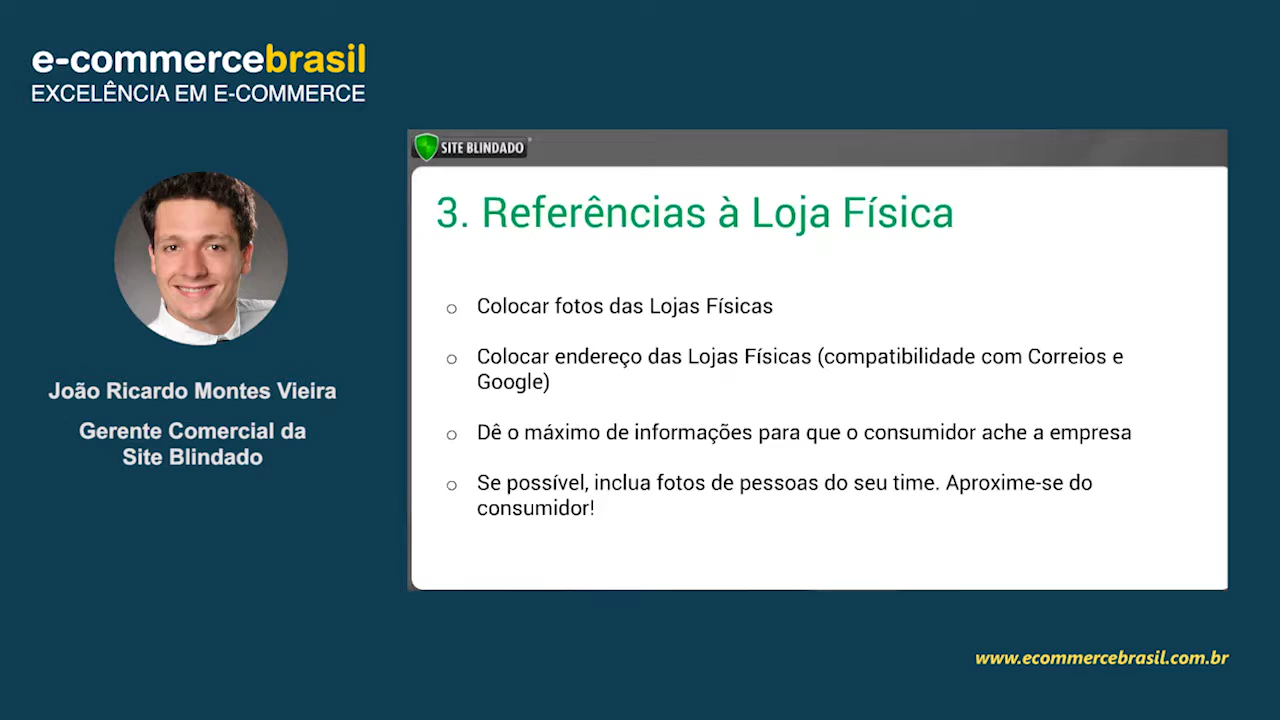 e-commercebrasil
EXCELÊNCIA EM E-COMMERCE
João Ricardo Montes Vieira
Gerente Comercial da
Site Blindado
SITE BLINDADO
3. Referências à Loja Física
Colocar fotos das Lojas Físicas
Colocar endereço das Lojas Físicas (compatibilidade com Correios e
Google)
Dê o máximo de informações para que o consumidor ache a empresa
Se possível, inclua fotos de pessoas do seu time. Aproxime-se do
consumidor!
www.ecommercebrasil.com.br